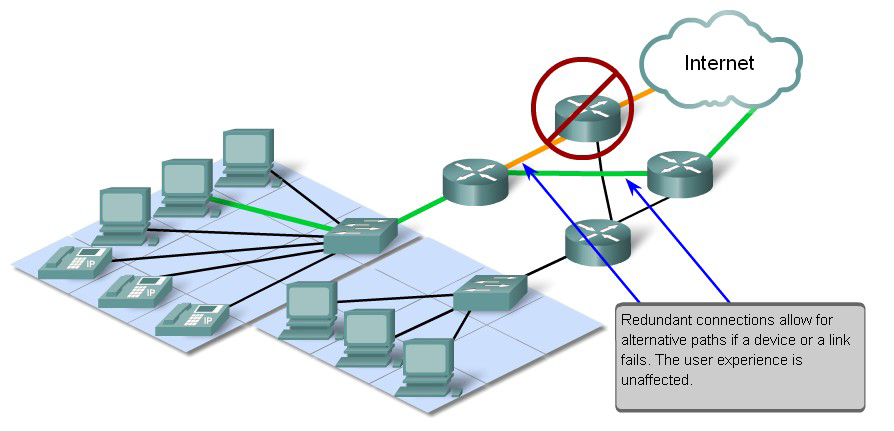 Internet
IP
IP
IP
Redundant connections allow for
alternative paths if a device or a link
fails. The user experience is
unaffected.